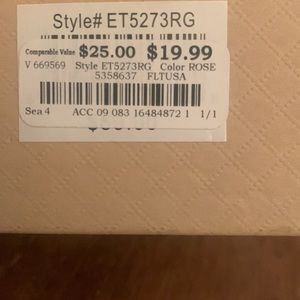 Style# ET5273RG
Comparable Value $25.00 $19.99
V 669569 Style ET5273RG Color ROSE
5358637 FLTUSA
Sea 4 ACC 09 083 16484872 1 1/1